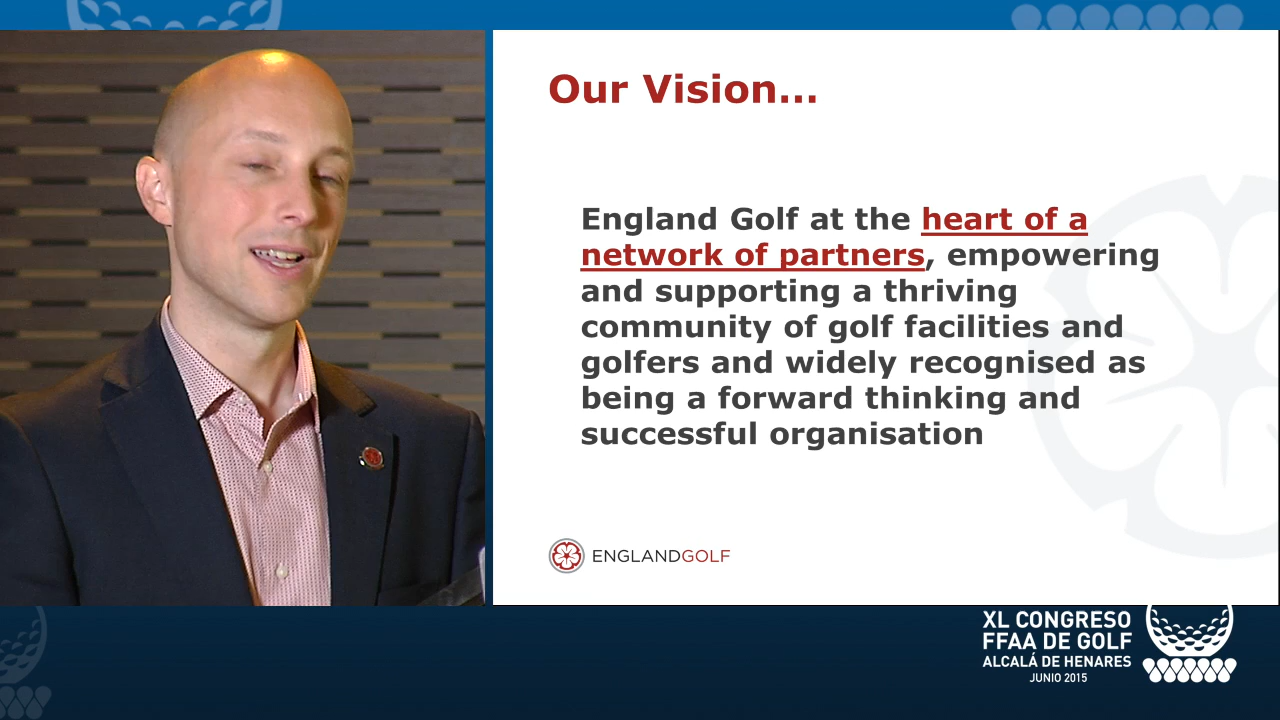 Our Vision...
England Golf at the heart of a
network of partners, empowering
and supporting a thriving
community of golf facilities and
golfers and widely recognised as
being a forward thinking and
successful organisation
ENGLANDGOLF
XL CONGRESO
FFAA DE GOLF
ALCALÁ DE HENARES
JUNIO 2015